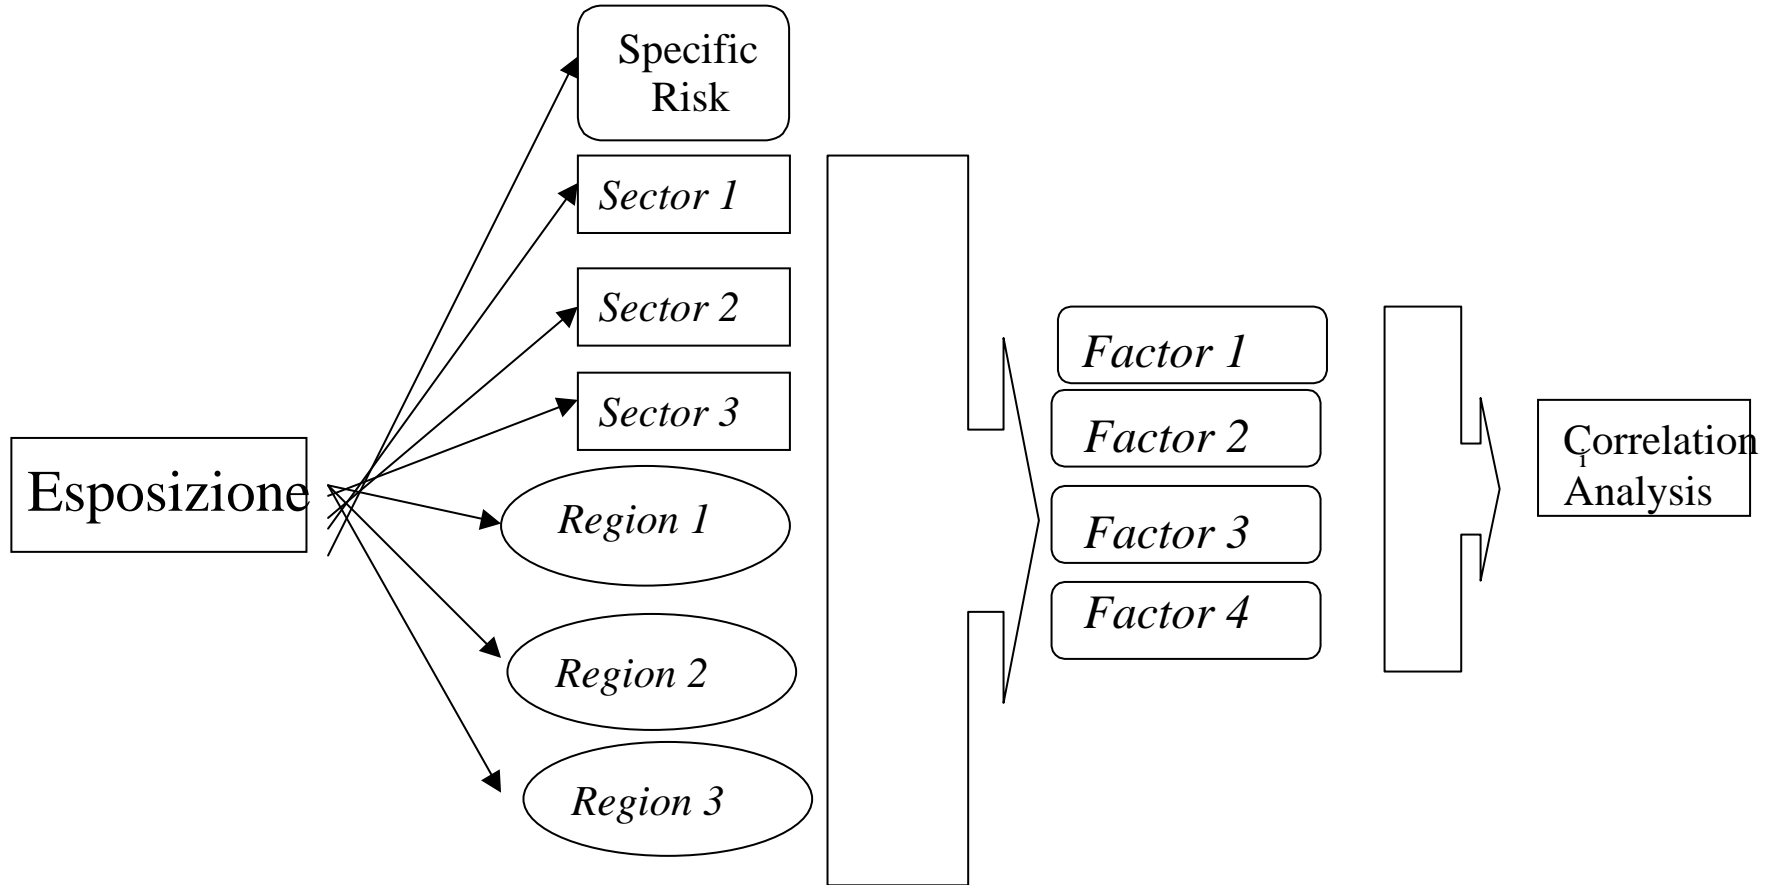 Specific
Risk
Sector 1
Sector 2
Sector 3
Esposizione
Region 1
Region 2
Region 3
Factor 1
Factor 2
Factor 3
Factor 4
Correlation
i
Analysis